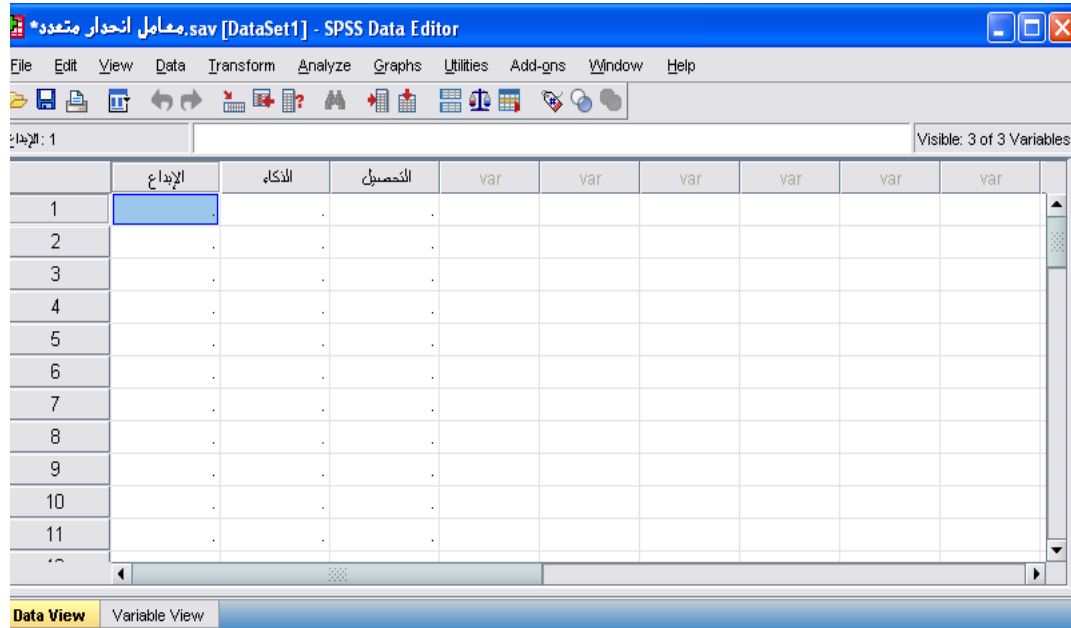 معامل انحدار متعدد* .sav [DataSet1] - SPSS Data Editor
File Edit View Data Transform Analyze Graphs Utilities Add-ons Window Help
1 : الإبداع
Visible: 3 of 3 Variables
الإبداع الذكاء التحصيل var var var var var var
1 . . .
2 . . .
3 . . .
4 . . .
5 . . .
6 . . .
7 . . .
8 . . .
9 . . .
10 . . .
11 . . .
Data View Variable View